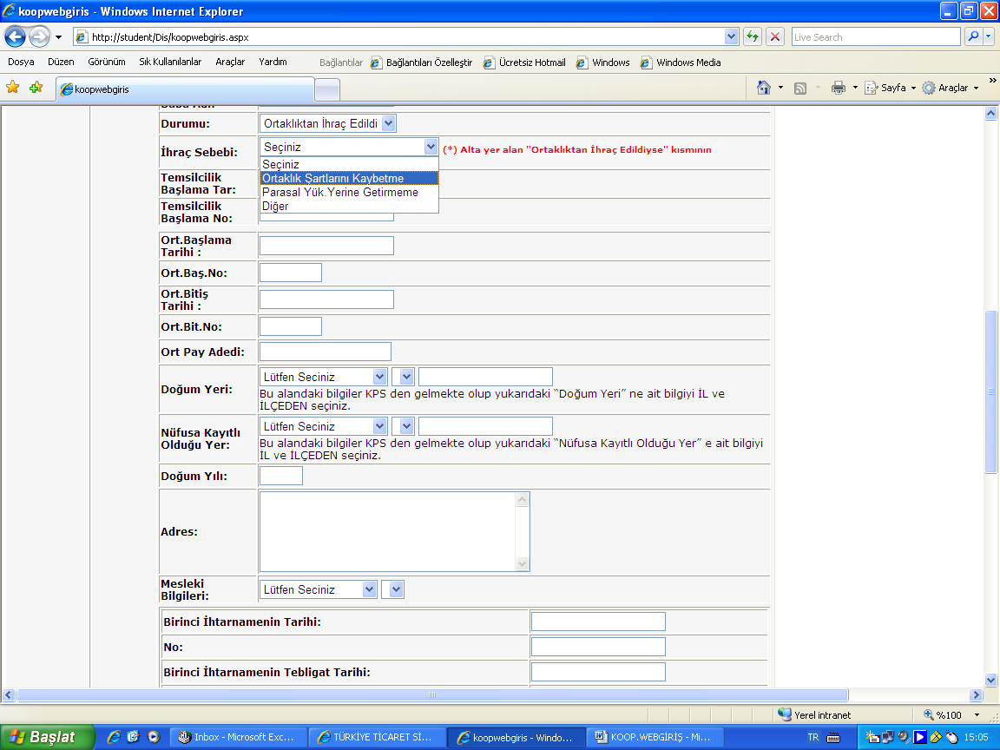 koopwebgiris - Windows Internet Explorer
http://student/Dis/koopwebgiris.aspx
Live Search
Dosya Düzen Görünüm Sık Kullanılanlar Araçlar Yardım Bağlantılar Bağlantıları Özelleştir Ücretsiz Hotmail Windows Windows Media
koopwebgiris
Sayfa Araçlar
Durumu: Ortaklıktan İhraç Edildi
İhraç Sebebi: Seçiniz (*) Alta yer alan "Ortaklıktan İhraç Edildiyse" kısmının
Seçiniz
Ortaklık Şartlarını Kaybetme
Parasal Yük.Yerine Getirmeme
Diğer
Temsilcilik
Başlama Tar:
Temsilcilik
Başlama No:
Ort.Başlama
Tarihi :
Ort.Baş.No:
Ort.Bitiş
Tarihi :
Ort.Bit.No:
Ort Pay Adedi:
Doğum Yeri: Lütfen Seciniz
Bu alandaki bilgiler KPS den gelmekte olup yukarıdaki “Doğum Yeri” ne ait bilgiyi İL ve
İLÇEDEN seçiniz.
Nüfusa Kayıtlı
Olduğu Yer: Lütfen Seciniz
Bu alandaki bilgiler KPS den gelmekte olup yukarıdaki “Nüfusa Kayıtlı Olduğu Yer” e ait bilgiyi
İL ve İLÇEDEN seçiniz.
Doğum Yılı:
Adres:
Mesleki
Bilgileri: Lütfen Seciniz
Birinci İhtarnamenin Tarihi:
No:
Birinci İhtarnamenin Tebligat Tarihi:
Yerel intranet %100
Başlat Inbox - Microsoft Exc... TÜRKİYE TİCARET Sİ... koopwebgiris - Windo... KOOP.WEBGİRİŞ - Mi... TR 15:05